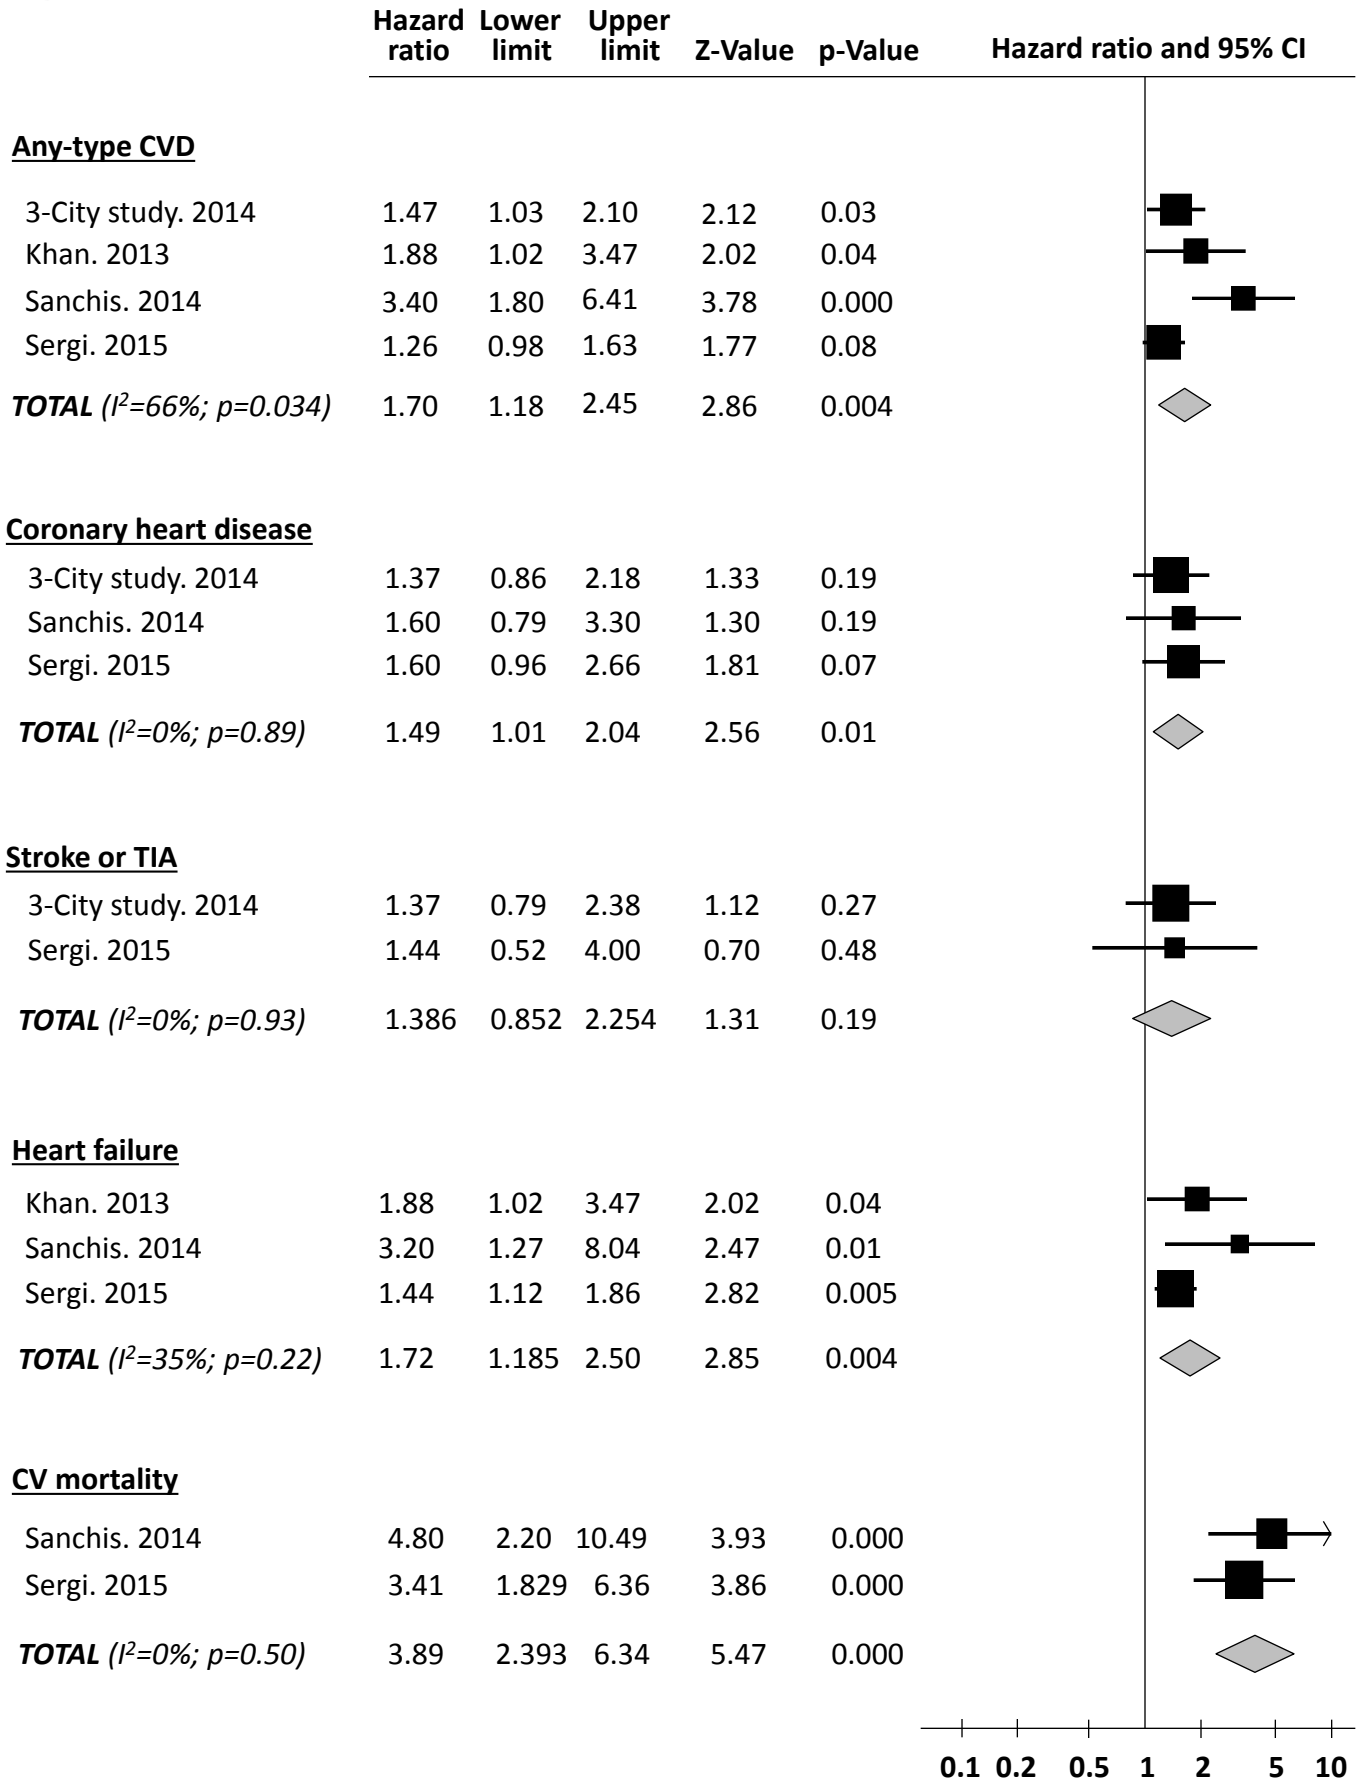 Hazard ratio Lower limit Upper limit Z-Value p-Value Hazard ratio and 95% CI
Any-type CVD
3-City study. 2014 1.47 1.03 2.10 2.12 0.03
Khan. 2013 1.88 1.02 3.47 2.02 0.04
Sanchis. 2014 3.40 1.80 6.41 3.78 0.000
Sergi. 2015 1.26 0.98 1.63 1.77 0.08
TOTAL (I²=66%; p=0.034) 1.70 1.18 2.45 2.86 0.004
Coronary heart disease
3-City study. 2014 1.37 0.86 2.18 1.33 0.19
Sanchis. 2014 1.60 0.79 3.30 1.30 0.19
Sergi. 2015 1.60 0.96 2.66 1.81 0.07
TOTAL (I²=0%; p=0.89) 1.49 1.01 2.04 2.56 0.01
Stroke or TIA
3-City study. 2014 1.37 0.79 2.38 1.12 0.27
Sergi. 2015 1.44 0.52 4.00 0.70 0.48
TOTAL (I²=0%; p=0.93) 1.386 0.852 2.254 1.31 0.19
Heart failure
Khan. 2013 1.88 1.02 3.47 2.02 0.04
Sanchis. 2014 3.20 1.27 8.04 2.47 0.01
Sergi. 2015 1.44 1.12 1.86 2.82 0.005
TOTAL (I²=35%; p=0.22) 1.72 1.185 2.50 2.85 0.004
CV mortality
Sanchis. 2014 4.80 2.20 10.49 3.93 0.000
Sergi. 2015 3.41 1.829 6.36 3.86 0.000
TOTAL (I²=0%; p=0.50) 3.89 2.393 6.34 5.47 0.000
0.1 0.2 0.5 1 2 5 10